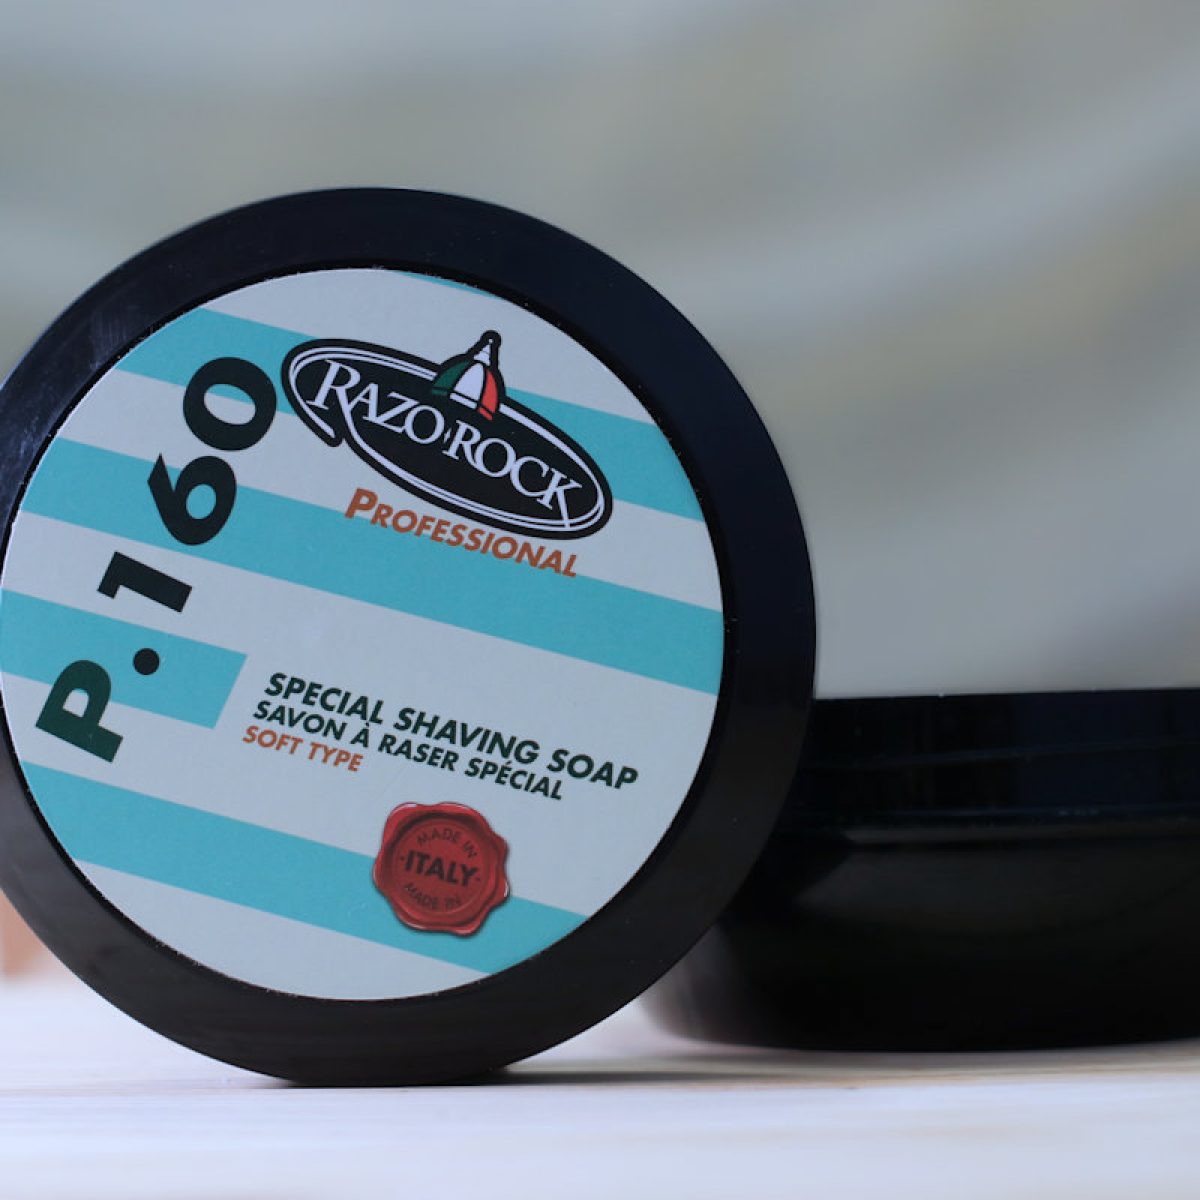 P.160
RAZOROCK
PROFESSIONAL
SPECIAL SHAVING SOAP
SAVON À RASER SPÉCIAL
SOFT TYPE
MADE IN
·ITALY·
MADE IN